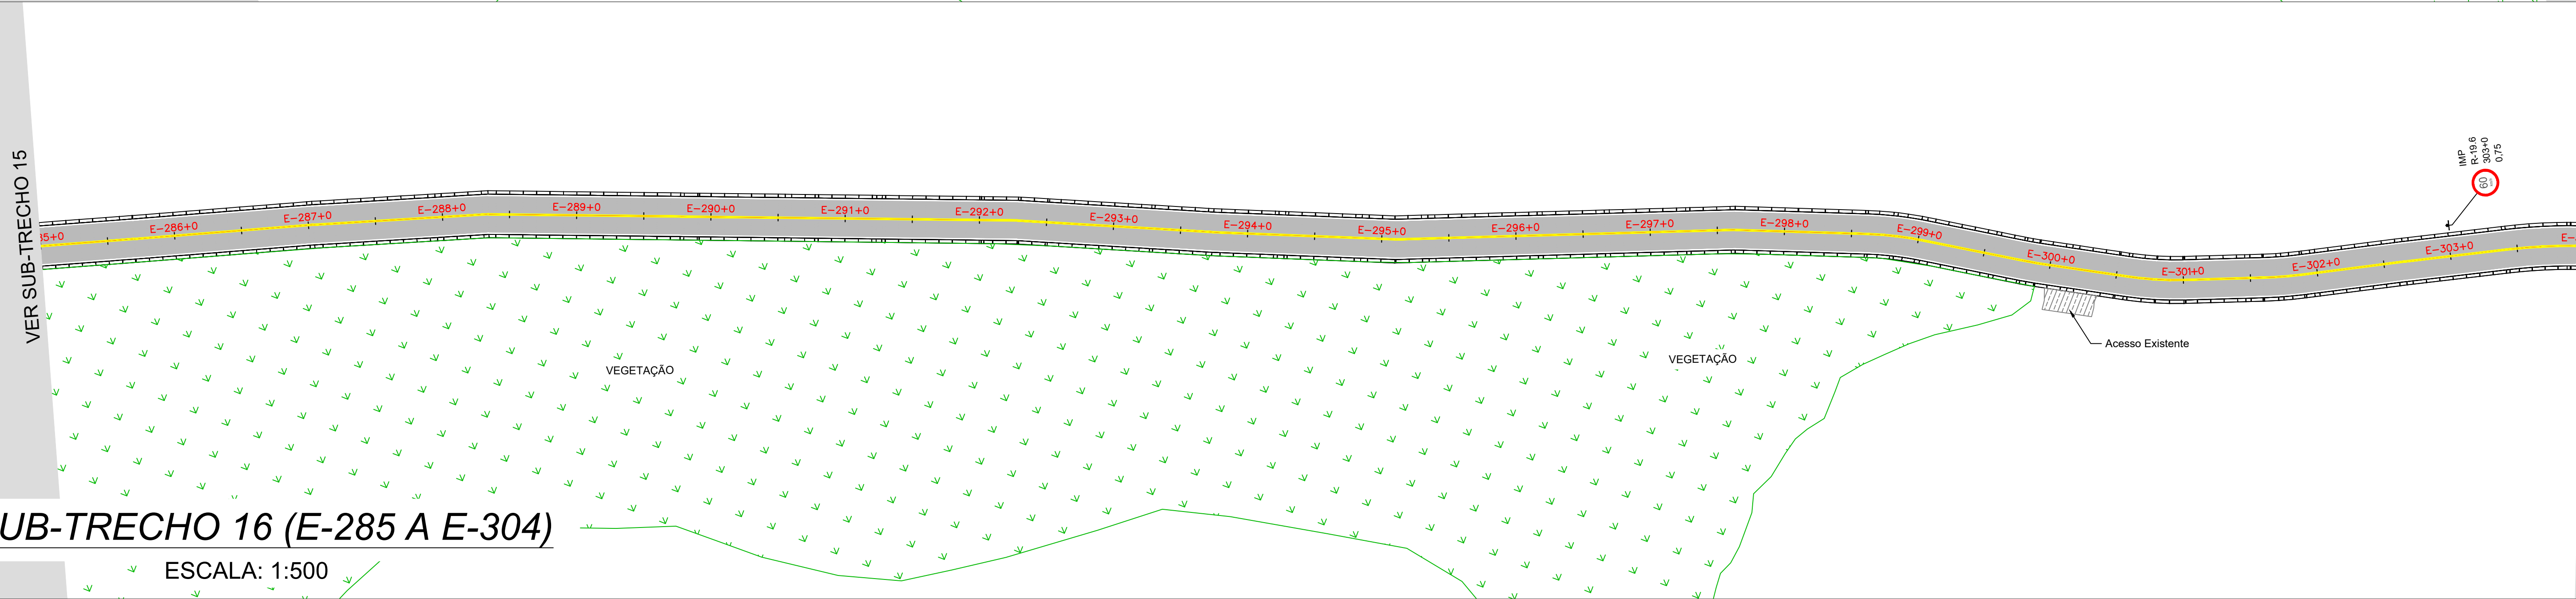 VER SUB-TRECHO 15
85+0
E-286+0
E-287+0
E-288+0
E-289+0
E-290+0
E-291+0
E-292+0
E-293+0
E-294+0
E-295+0
E-296+0
E-297+0
E-298+0
E-299+0
E-300+0
E-301+0
E-302+0
E-303+0
E-
IMP
R-19.6
303+0
0,75
60
Acesso Existente
VEGETAÇÃO
VEGETAÇÃO
UB-TRECHO 16 (E-285 A E-304)
ESCALA: 1:500